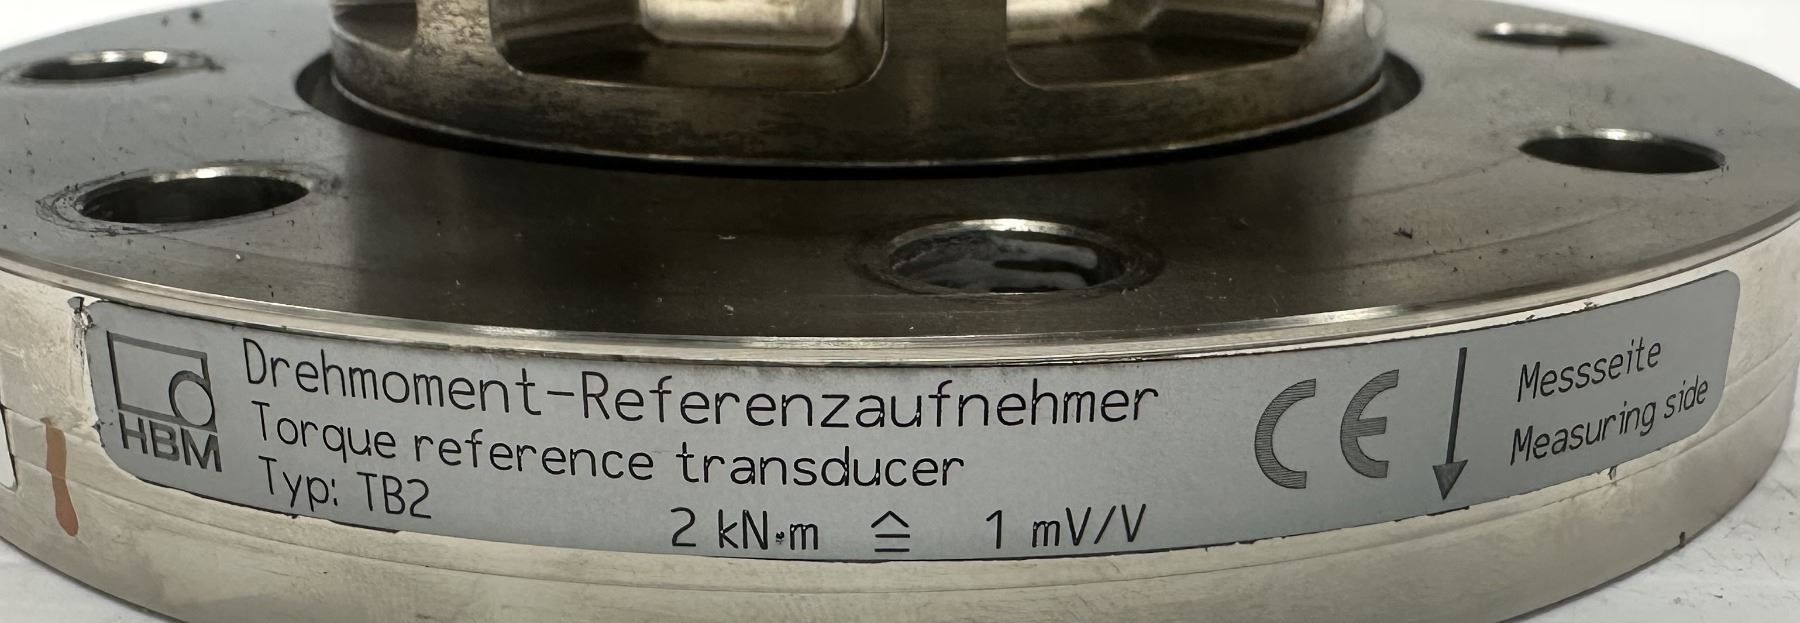 HBM
Drehmoment-Referenzaufnehmer
Torque reference transducer
Typ: TB2
2 kN·m ≙ 1 mV/V
CE
Messseite
Measuring side